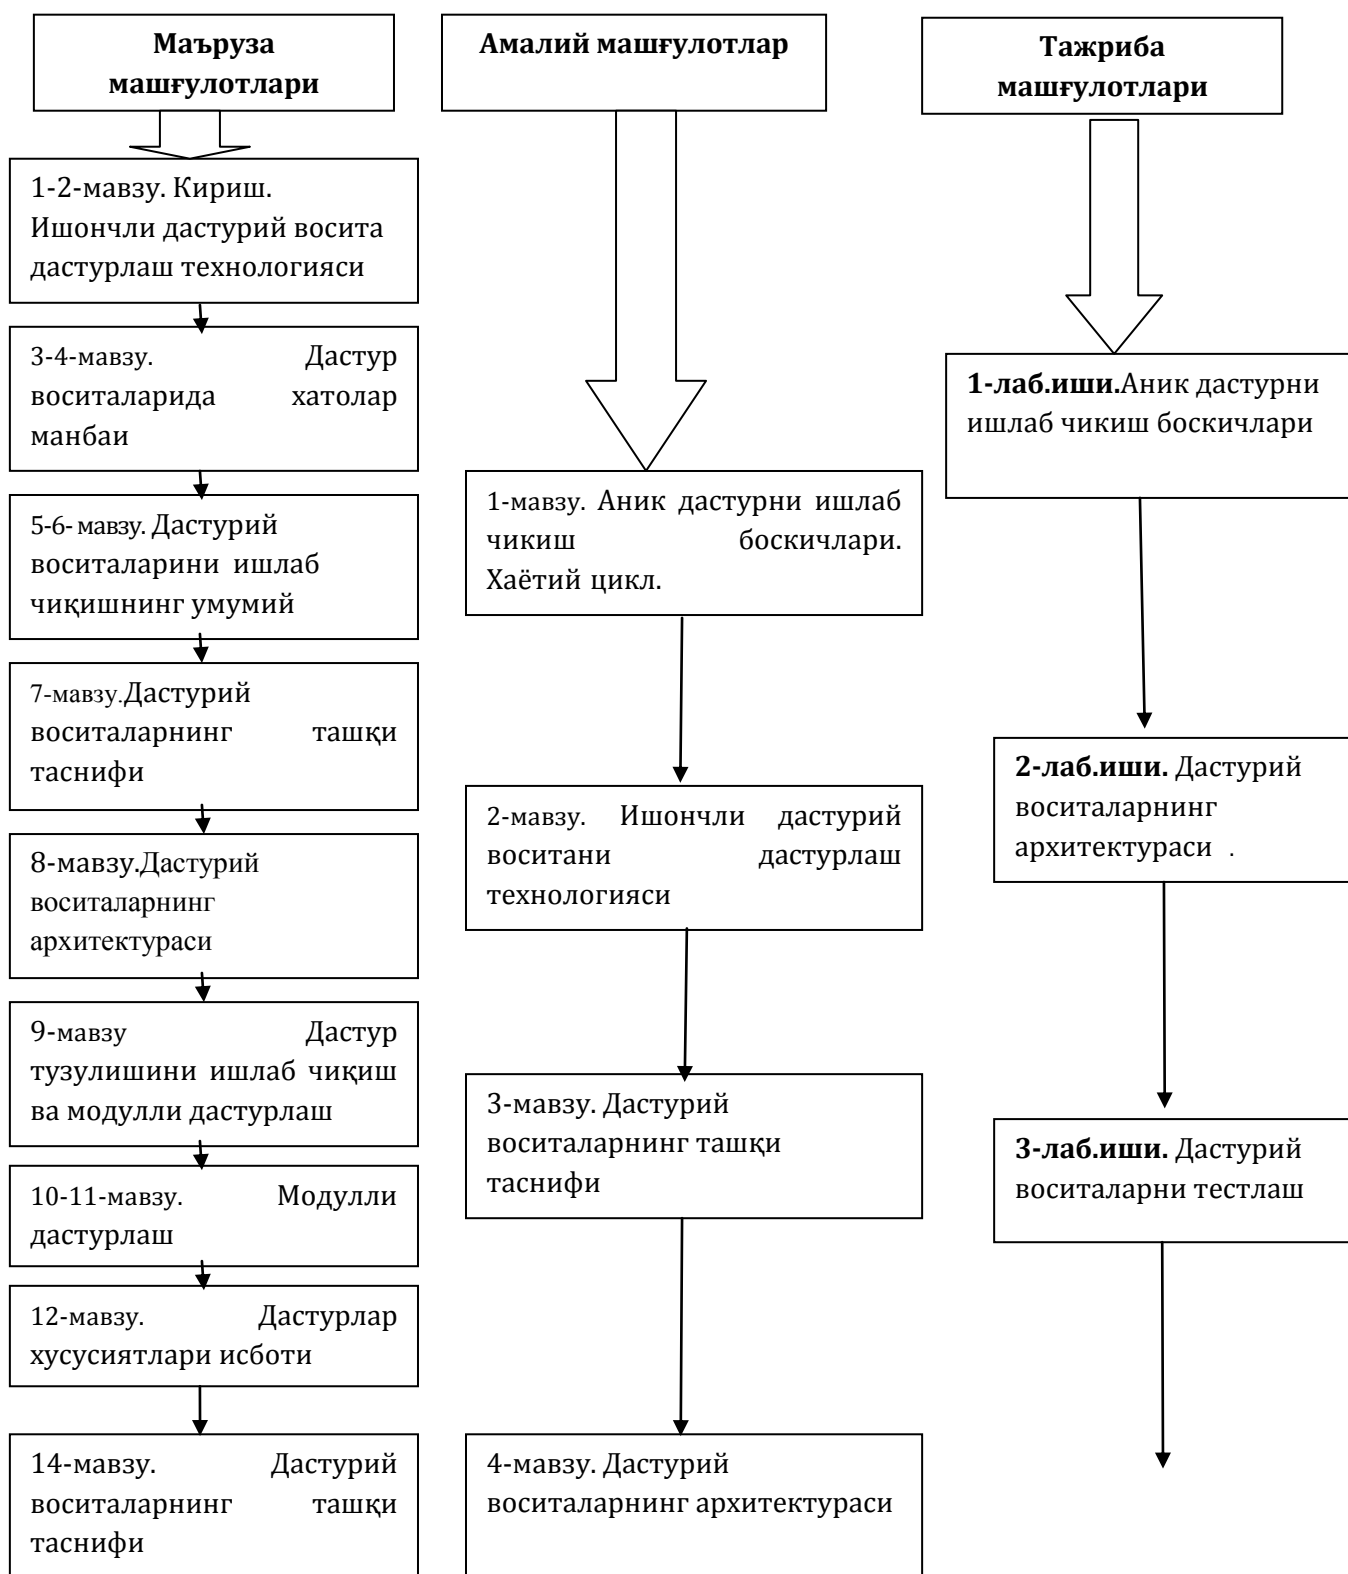 Маъруза
машғулотлари
1-2-мавзу. Кириш.
Ишончли дастурий восита
дастурлаш технологияси
3-4-мавзу. Дастур
воситаларида хатолар
манбаи
5-6- мавзу. Дастурий
воситаларини ишлаб
чиқишнинг умумий
7-мавзу.Дастурий
воситаларнинг ташқи
таснифи
8-мавзу.Дастурий
воситаларнинг
архитектураси
9-мавзу Дастур
тузулишини ишлаб чиқиш
ва модулли дастурлаш
10-11-мавзу. Модулли
дастурлаш
12-мавзу. Дастурлар
хусусиятлари исботи
14-мавзу. Дастурий
воситаларнинг ташқи
таснифи
Амалий машғулотлар
1-мавзу. Аник дастурни ишлаб
чикиш боскичлари.
Хаётий цикл.
2-мавзу. Ишончли дастурий
воситани дастурлаш
технологияси
3-мавзу. Дастурий
воситаларнинг ташқи
таснифи
4-мавзу. Дастурий
воситаларнинг архитектураси
Тажриба
машғулотлари
1-лаб.иши.Аник дастурни
ишлаб чикиш боскичлари
2-лаб.иши. Дастурий
воситаларнинг
архитектураси .
3-лаб.иши. Дастурий
воситаларни тестлаш